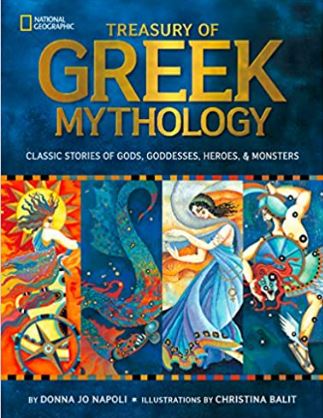 NATIONAL
GEOGRAPHIC
TREASURY OF
GREEK
MYTHOLOGY
CLASSIC STORIES OF GODS, GODDESSES, HEROES, & MONSTERS
BY DONNA JO NAPOLI ■ ILLUSTRATIONS BY CHRISTINA BALIT